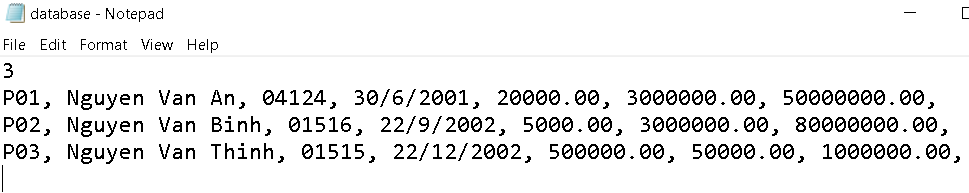 database - Notepad
File Edit Format View Help
3
P01, Nguyen Van An, 04124, 30/6/2001, 20000.00, 3000000.00, 50000000.00,
P02, Nguyen Van Binh, 01516, 22/9/2002, 5000.00, 3000000.00, 80000000.00,
P03, Nguyen Van Thinh, 01515, 22/12/2002, 500000.00, 50000.00, 1000000.00,